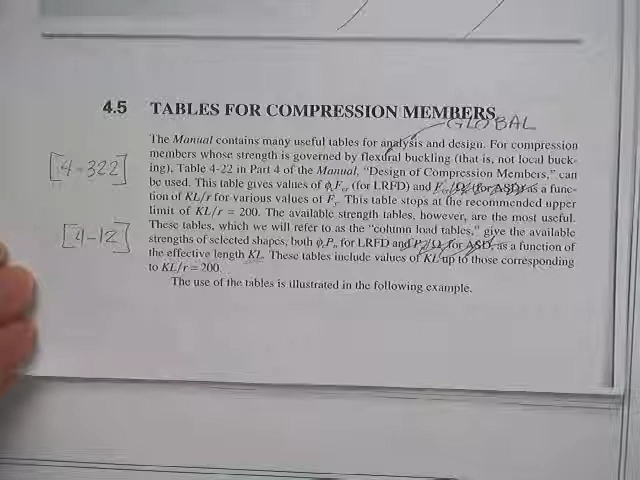 4.5 TABLES FOR COMPRESSION MEMBERS
GLOBAL
The Manual contains many useful tables for analysis and design. For compression
members whose strength is governed by flexural buckling (that is, not local buck-
[4-322]
ing), Table 4-22 in Part 4 of the Manual, "Design of Compression Members," can
be used. This table gives values of ϕcFcr (for LRFD) and Fcr/Ωc (for ASD) as a func-
tion of KL/r for various values of Fy. This table stops at the recommended upper
limit of KL/r = 200. The available strength tables, however, are the most useful.
[4-12]
These tables, which we will refer to as the "column load tables," give the available
strengths of selected shapes, both ϕcPn for LRFD and Pn/Ωc for ASD, as a function of
the effective length KL. These tables include values of KL up to those corresponding
to KL/r = 200.
The use of the tables is illustrated in the following example.